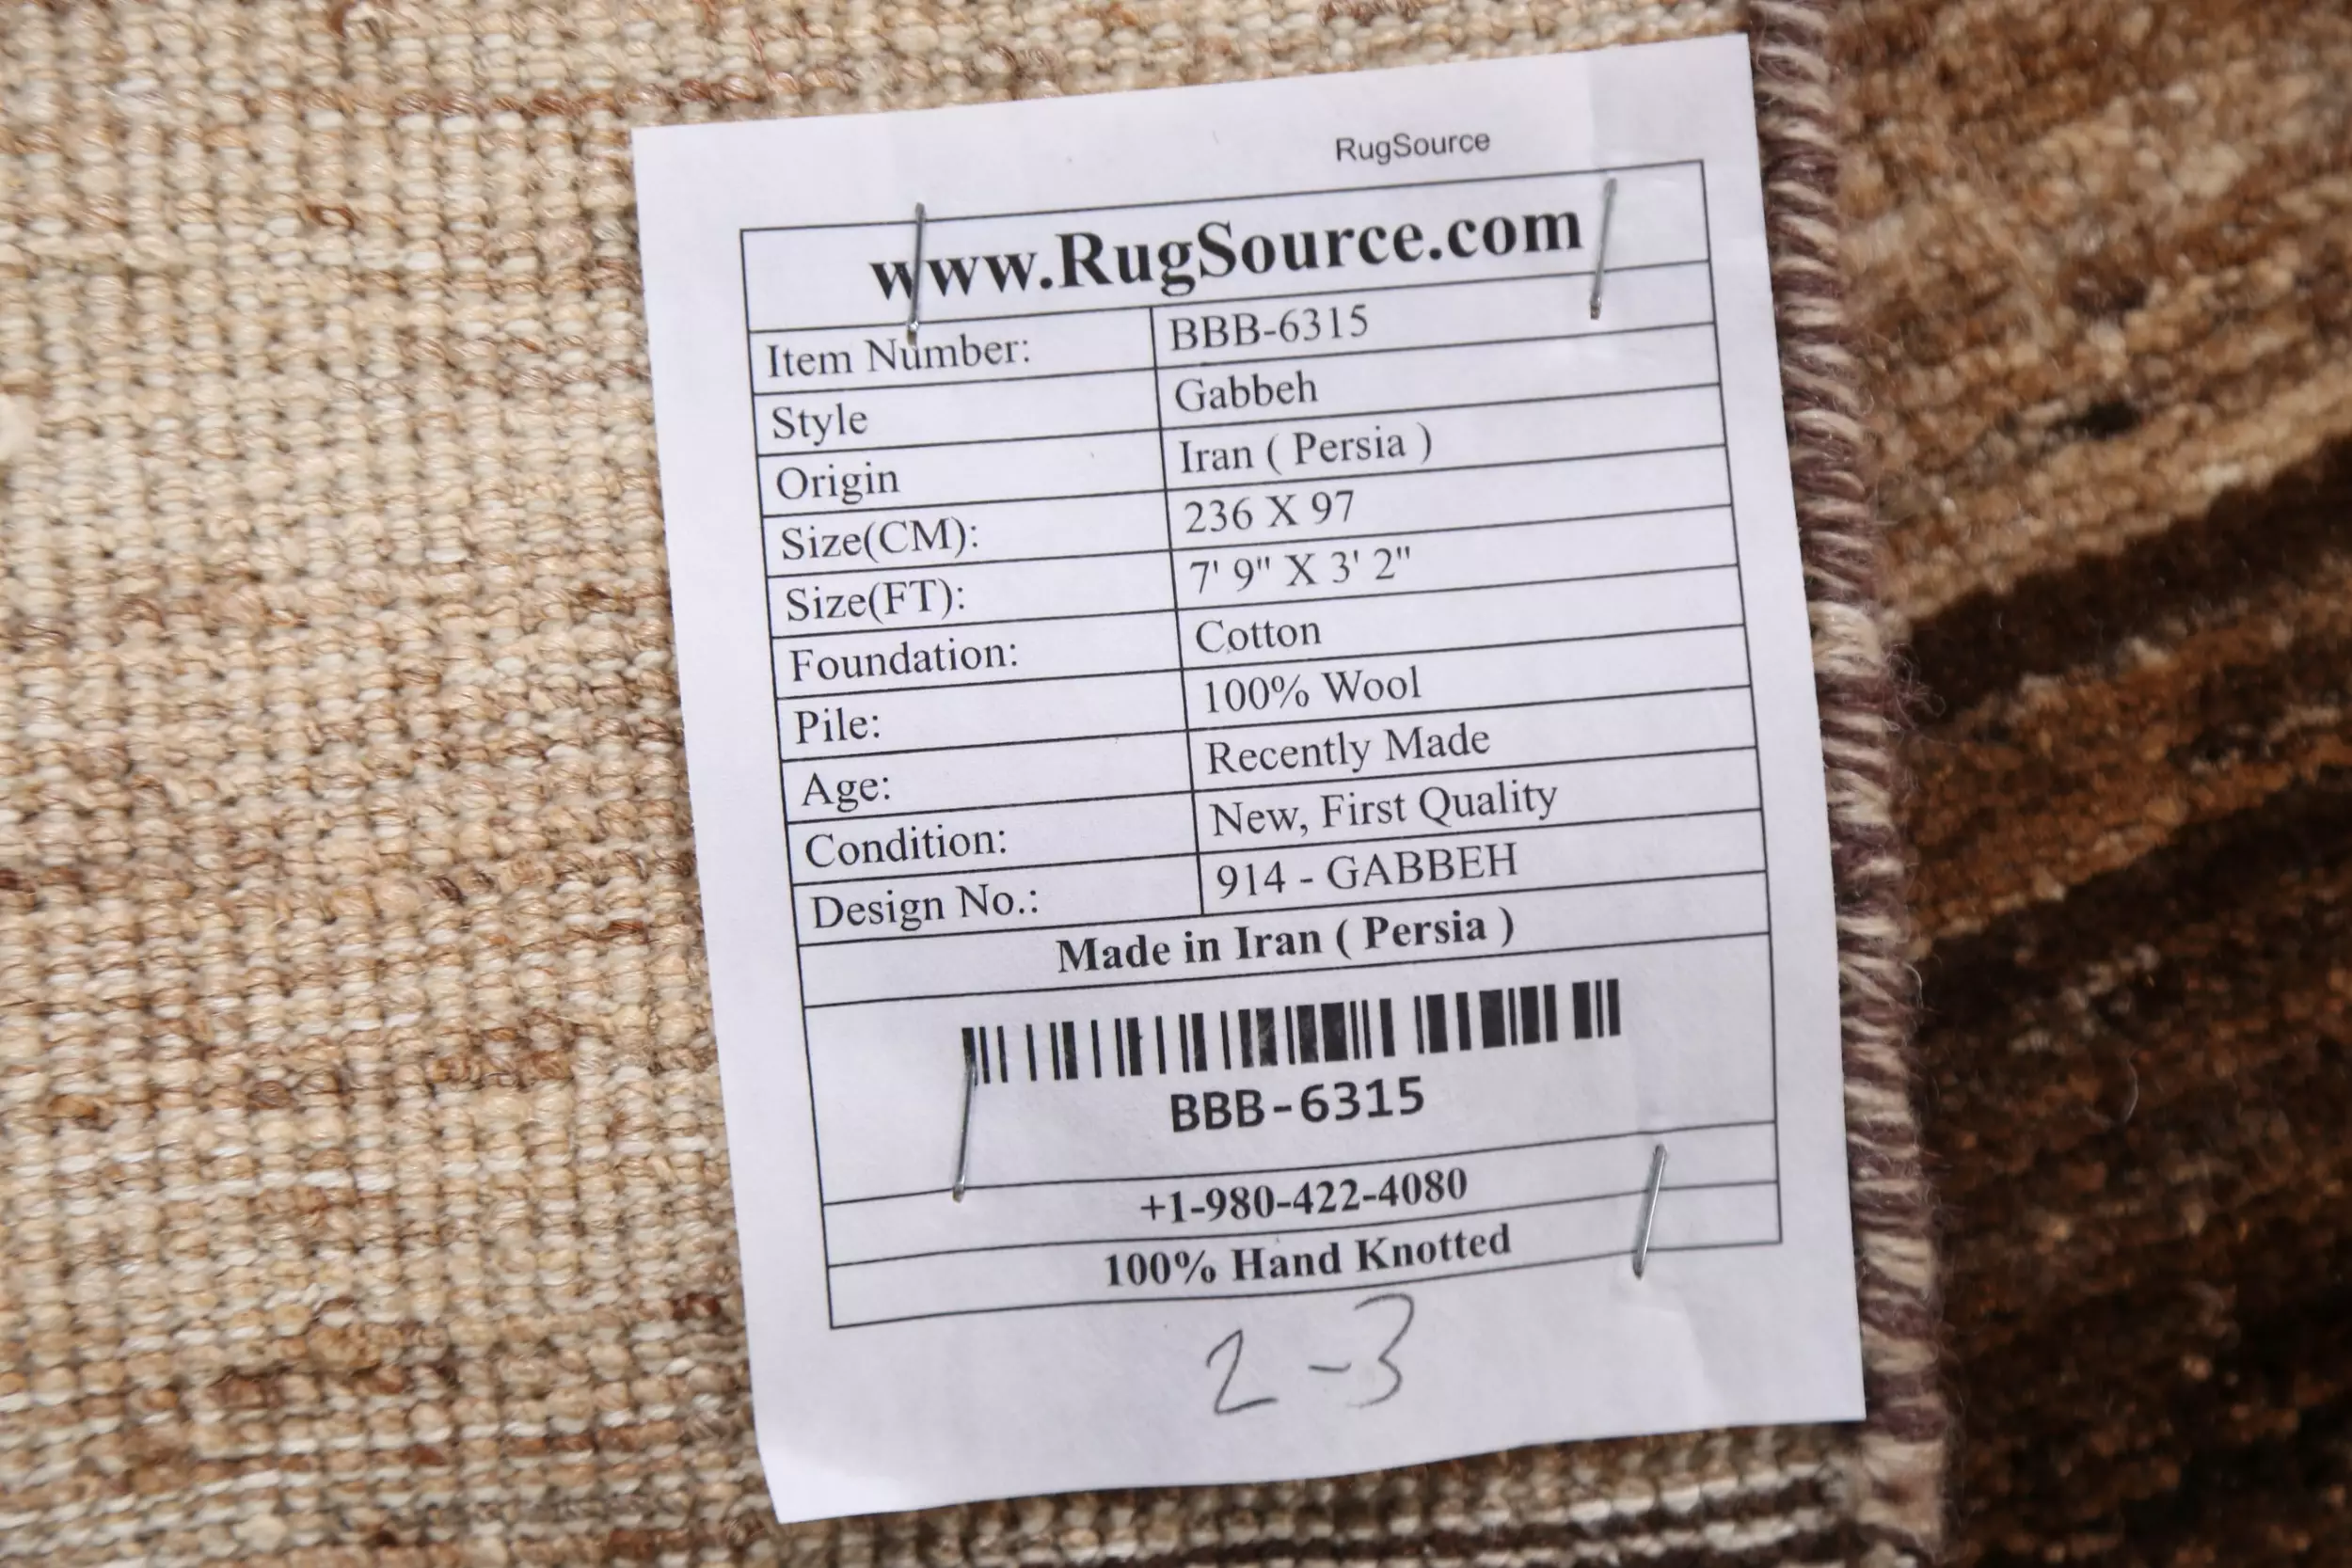 RugSource
www.RugSource.com
Item Number: BBB-6315
Style Gabbeh
Origin Iran ( Persia )
Size(CM): 236 X 97
Size(FT): 7' 9" X 3' 2"
Foundation: Cotton
Pile: 100% Wool
Age: Recently Made
Condition: New, First Quality
Design No.: 914 - GABBEH
Made in Iran ( Persia )
BBB-6315
+1-980-422-4080
100% Hand Knotted
2-3